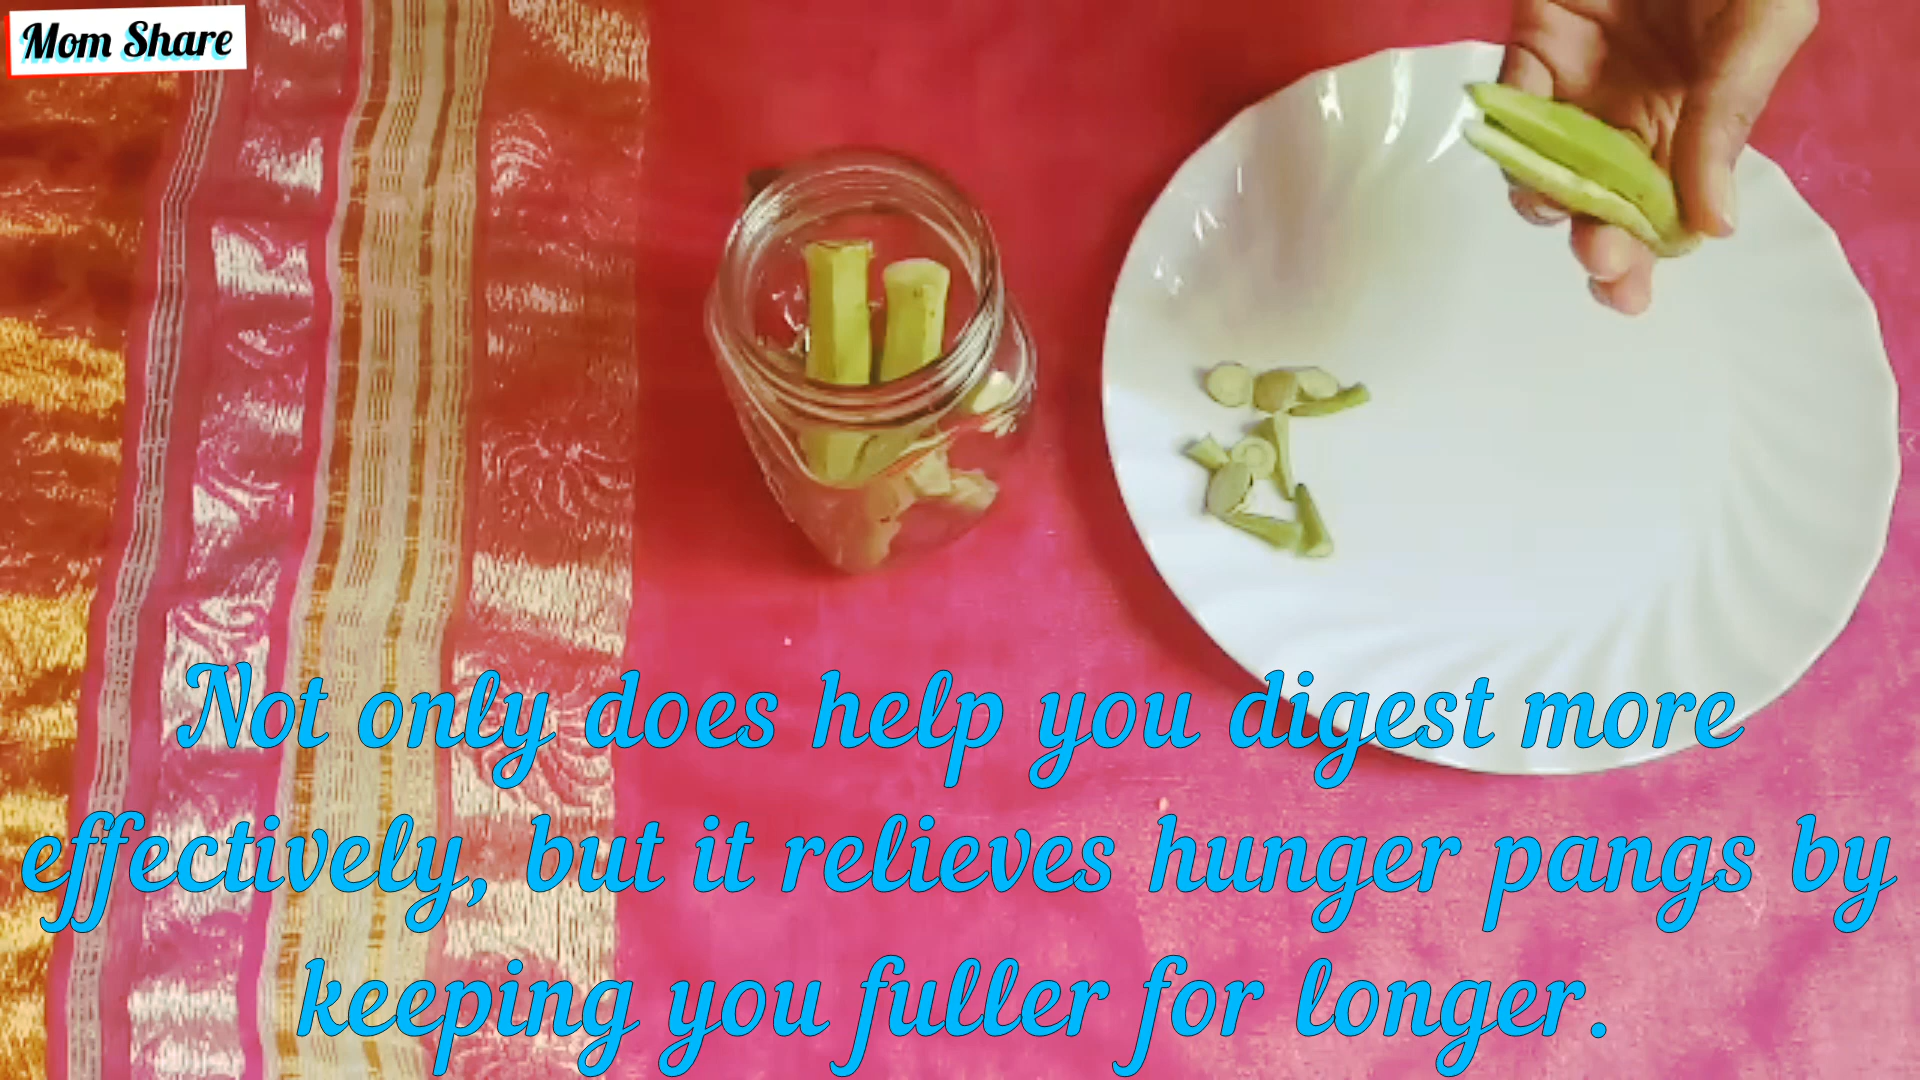 Mom Share
Not only does help you digest more
effectively, but it relieves hunger pangs by
keeping you fuller for longer.